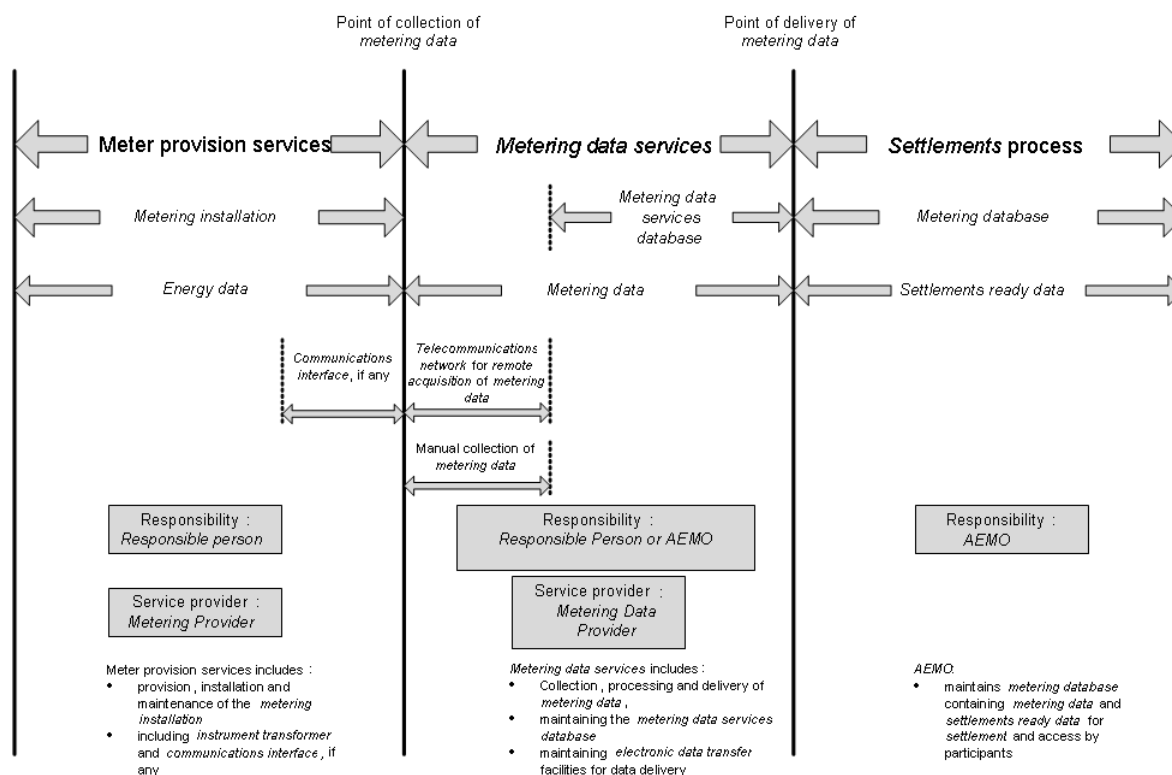 Point of collection of
metering data
Point of delivery of
metering data
Meter provision services
Metering data services
Settlements process
Metering installation
Metering data
services
database
Metering database
Energy data
Metering data
Settlements ready data
Communications
interface, if any
Telecommunications
network for remote
acquisition of metering
data
Manual collection of
metering data
Responsibility :
Responsible person
Responsibility :
Responsible Person or AEMO
Responsibility :
AEMO
Service provider :
Metering Provider
Service provider :
Metering Data
Provider
Meter provision services includes :
• provision, installation and
maintenance of the metering
installation
• including instrument transformer
and communications interface, if
any
Metering data services includes :
• Collection, processing and delivery of
metering data,
• maintaining the metering data services
database
• maintaining electronic data transfer
facilities for data delivery
AEMO:
• maintains metering database
containing metering data and
settlements ready data for
settlement and access by
participants